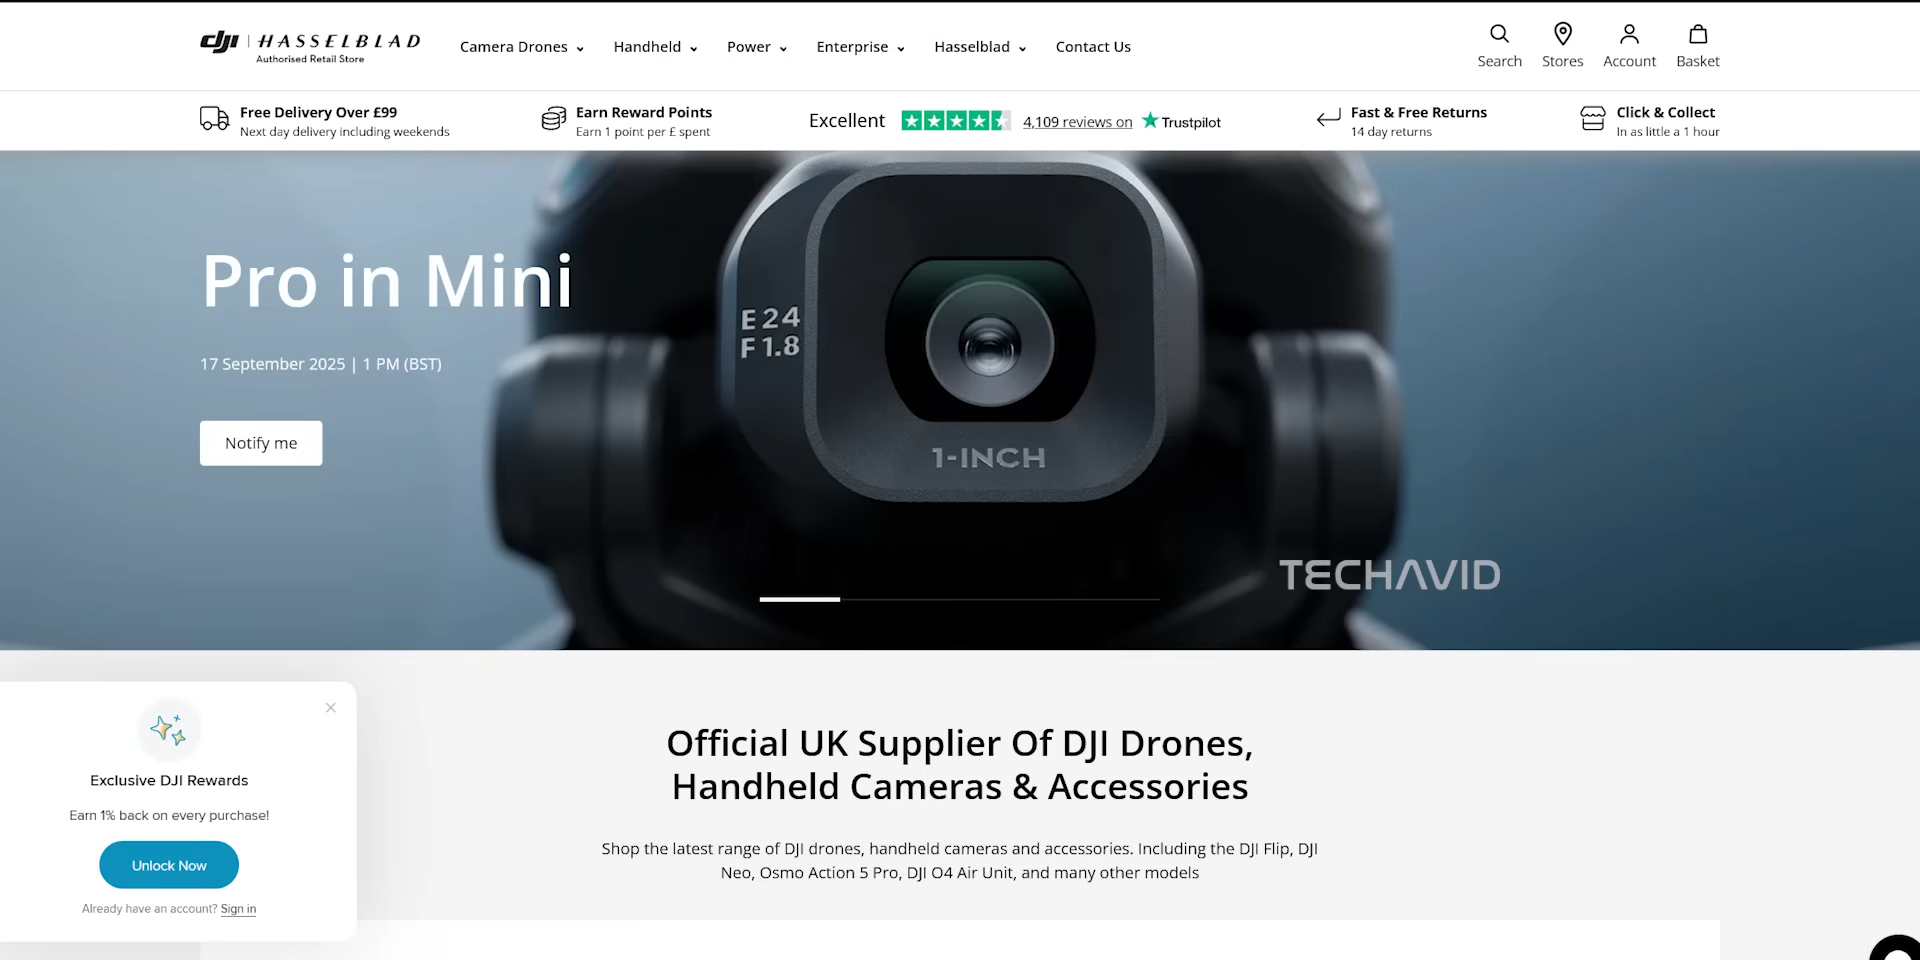 dji HASSELBLAD
Authorised Retail Store
Camera Drones
Handheld
Power
Enterprise
Hasselblad
Contact Us
Search
Stores
Account
Basket
Free Delivery Over £99
Next day delivery including weekends
Earn Reward Points
Earn 1 point per £ spent
Excellent
4,109 reviews on
Trustpilot
Fast & Free Returns
14 day returns
Click & Collect
In as little a 1 hour
Pro in Mini
17 September 2025 | 1 PM (BST)
Notify me
E 24
F 1.8
1-INCH
TECHAVID
Official UK Supplier Of DJI Drones,
Handheld Cameras & Accessories
Shop the latest range of DJI drones, handheld cameras and accessories. Including the DJI Flip, DJI
Neo, Osmo Action 5 Pro, DJI O4 Air Unit, and many other models
Exclusive DJI Rewards
Earn 1% back on every purchase!
Unlock Now
Already have an account? Sign in